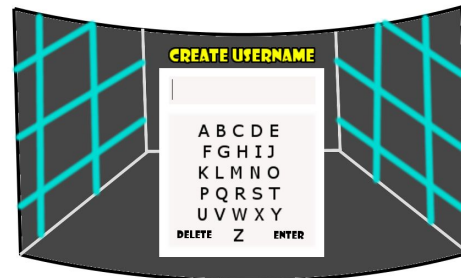 CREATE USERNAME
A B C D E
F G H I J
K L M N O
P Q R S T
U V W X Y
DELETE Z ENTER